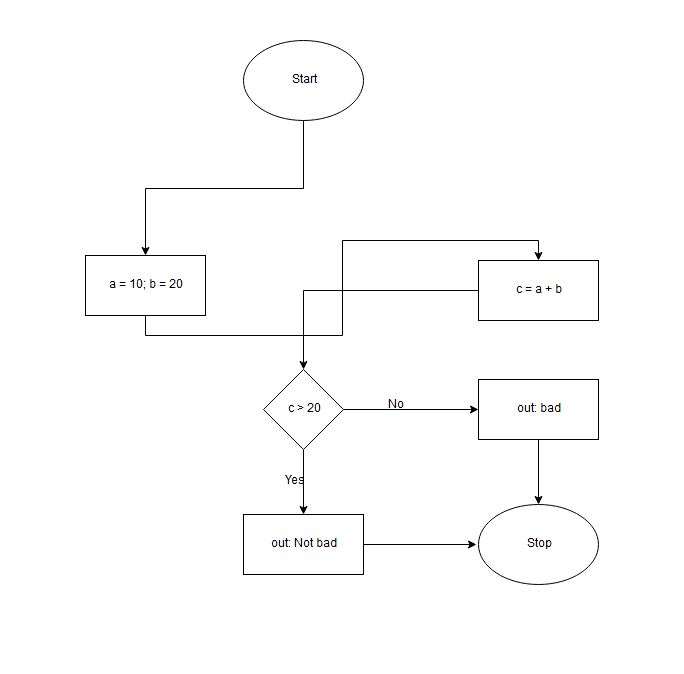 Start
a = 10; b = 20
c = a + b
c > 20
No
out: bad
Yes
out: Not bad
Stop